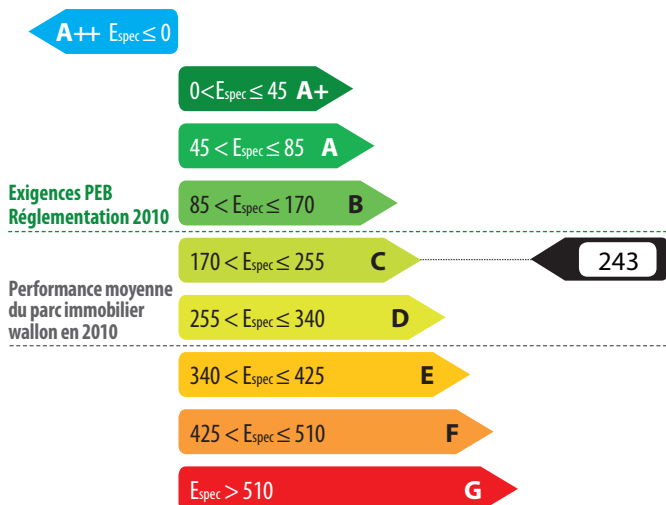 A++ Espec ≤ 0
0<Espec ≤ 45 A+
45 < Espec ≤ 85 A
Exigences PEB
Réglementation 2010
85 < Espec ≤ 170 B
170 < Espec ≤ 255 C
243
Performance moyenne
du parc immobilier
wallon en 2010
255 < Espec ≤ 340 D
340 < Espec ≤ 425 E
425 < Espec ≤ 510 F
Espec > 510 G